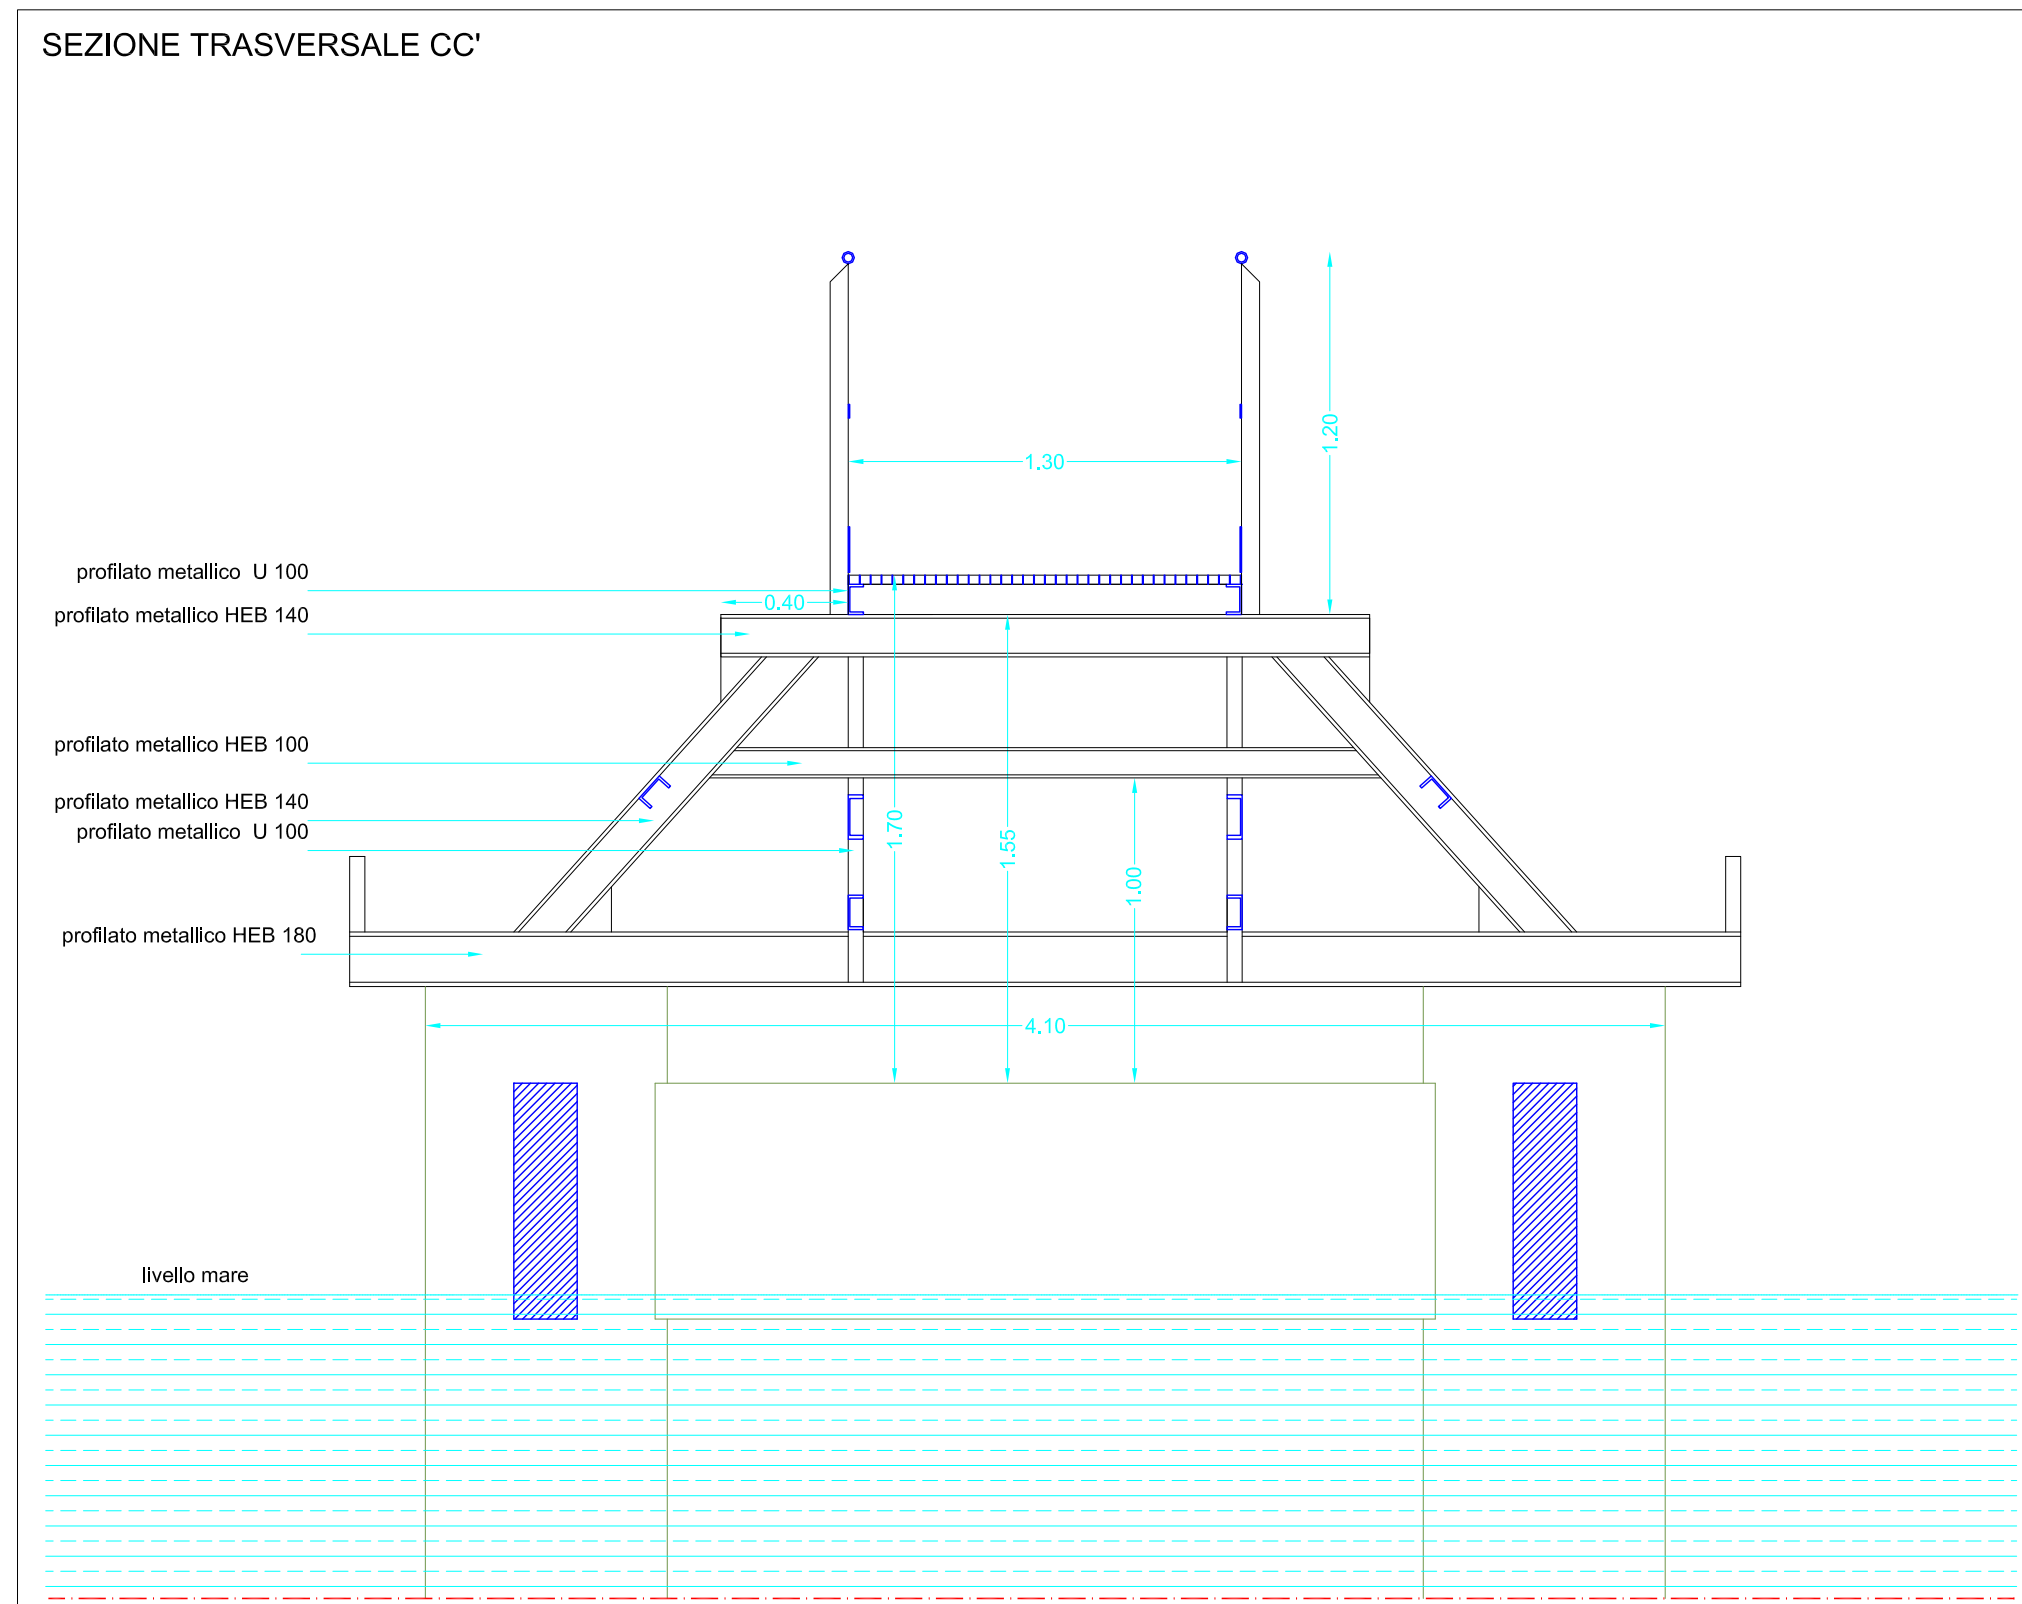 SEZIONE TRASVERSALE CC'
1.20
1.30
profilato metallico  U 100
0.40
profilato metallico HEB 140
profilato metallico HEB 100
profilato metallico HEB 140
profilato metallico  U 100
1.70
1.55
1.00
profilato metallico HEB 180
4.10
livello mare